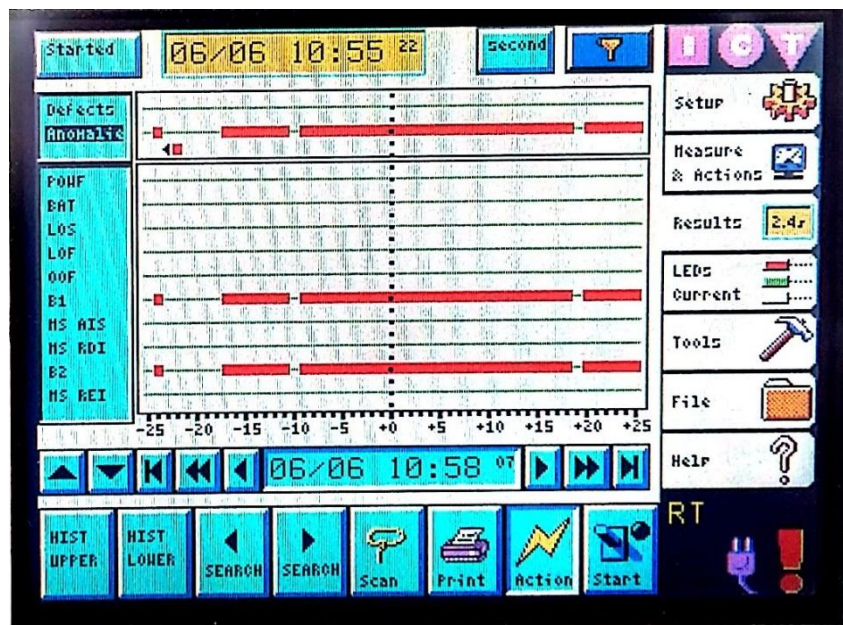 Started
06/06 10:55 22
second
I C T
Defects
Anomalie
POHF
BAT
LOS
LOF
OOF
B1
MS AIS
MS RDI
B2
MS REI
-25 -20 -15 -10 -5 +0 +5 +10 +15 +20 +25
06/06 10:58 07
HIST UPPER
HIST LOWER
SEARCH
SEARCH
Scan
Print
Action
Start
Setup
Measure
& Actions
Results
2.4
LEDs
Current
Tools
File
Help
RT